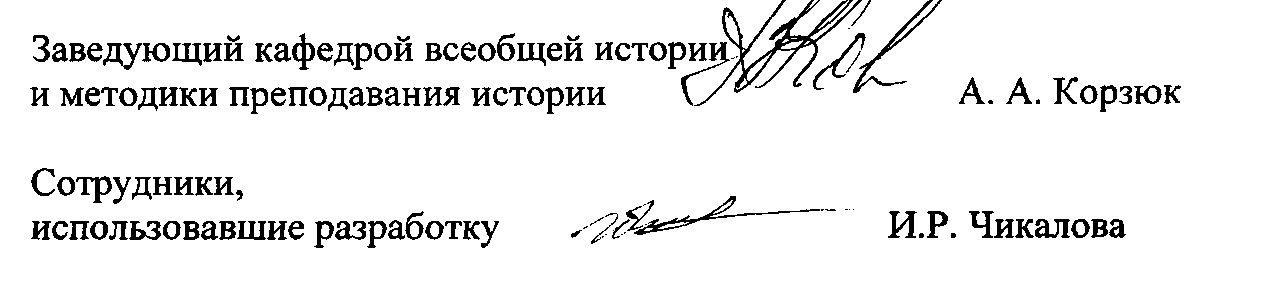 Заведующий кафедрой всеобщей истории
и методики преподавания истории А. А. Корзюк
Сотрудники,
использовавшие разработку И.Р. Чикалова